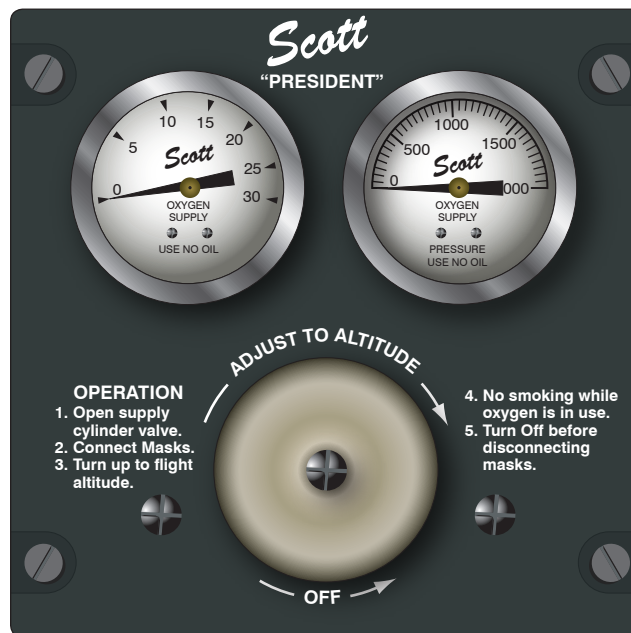 Scott
“PRESIDENT”
0
5
10
15
20
25
30
Scott
OXYGEN
SUPPLY
USE NO OIL
0
500
1000
1500
000
Scott
OXYGEN
SUPPLY
PRESSURE
USE NO OIL
ADJUST TO ALTITUDE
OPERATION
1. Open supply
cylinder valve.
2. Connect Masks.
3. Turn up to flight
altitude.
4. No smoking while
oxygen is in use.
5. Turn Off before
disconnecting
masks.
OFF